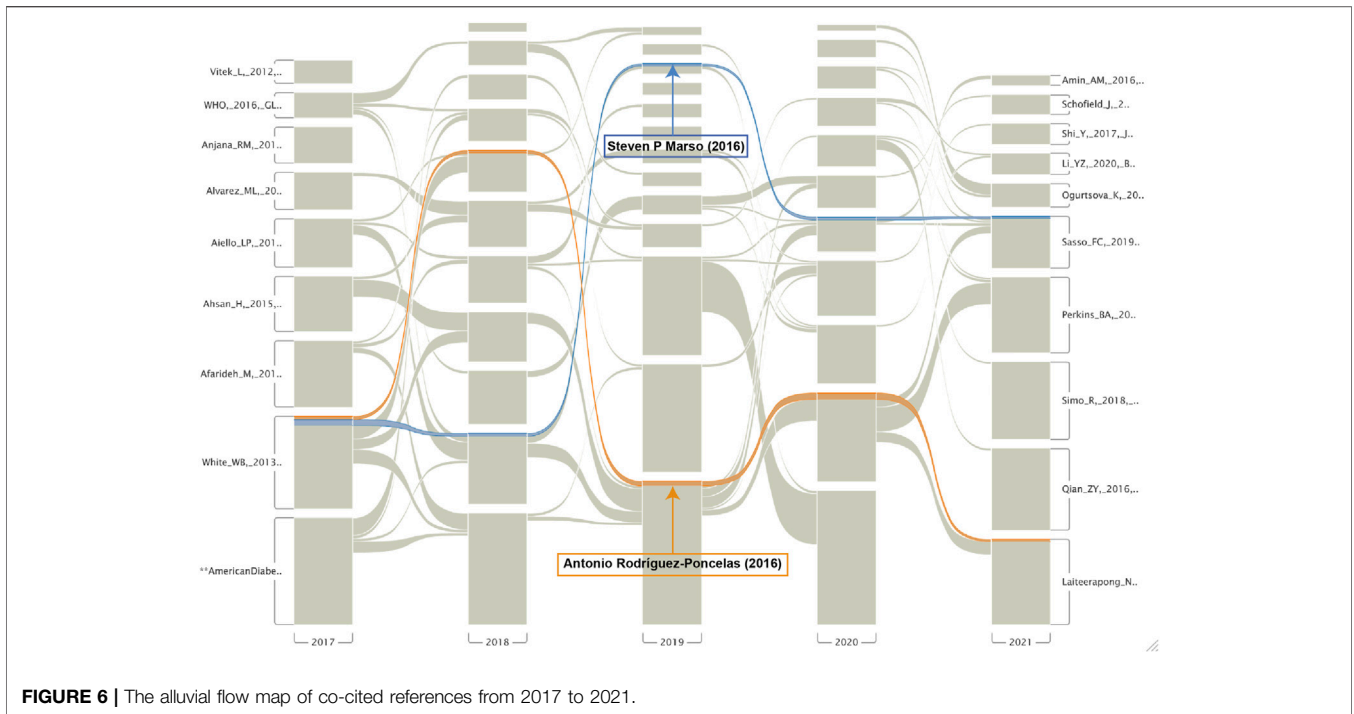 Vitek_L,_2012,..
WHO,_2016,_GL..
Anjana_RM,_201..
Alvarez_ML,_20..
Aiello_LP,_201..
Ahsan_H,_2015,..
Afarideh_M,_201..
White_WB,_2013..
**AmericanDiabe..
Steven P Marso (2016)
Antonio Rodríguez-Poncelas (2016)
Amin_AM,_2016,..
Schofield_J,_2..
Shi_Y,_2017,_J..
Li_YZ,_2020,_B..
Ogurtsova_K,_20..
Sasso_FC,_2019..
Perkins_BA,_20..
Simo_R,_2018,_..
Qian_ZY,_2016,..
Laiteerapong_N..
2017
2018
2019
2020
2021
FIGURE 6 | The alluvial flow map of co-cited references from 2017 to 2021.